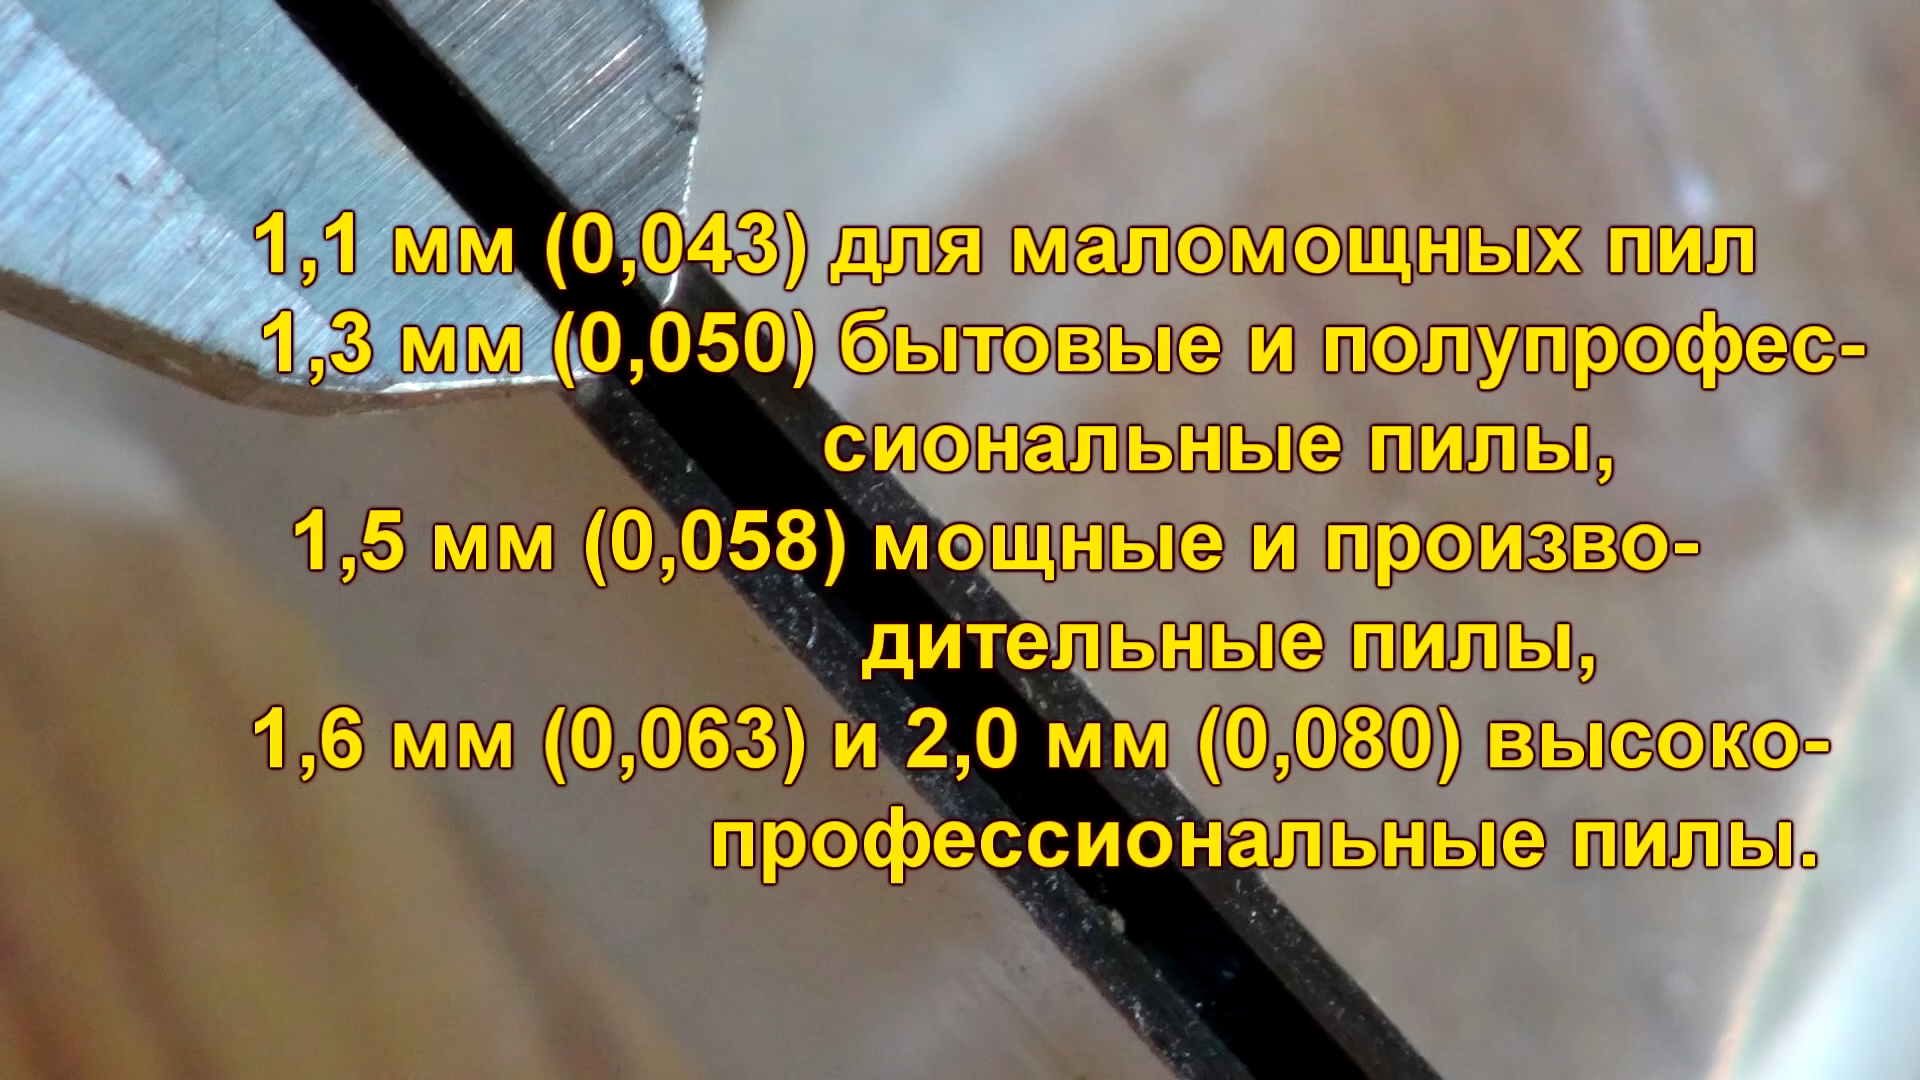 1,1 мм (0,043) для маломощных пил
1,3 мм (0,050) бытовые и полупрофес-
сиональные пилы,
1,5 мм (0,058) мощные и произво-
дительные пилы,
1,6 мм (0,063) и 2,0 мм (0,080) высоко-
профессиональные пилы.